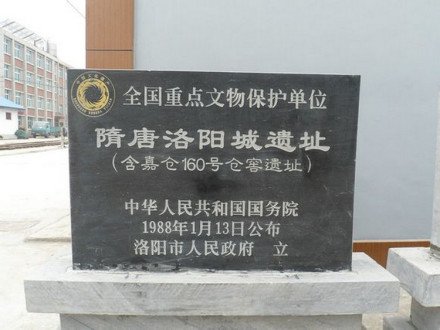 全国重点文物保护单位
隋唐洛阳城遗址
(含嘉仓160号仓窖遗址)
中华人民共和国国务院
1988年1月13日公布
洛阳市人民政府 立